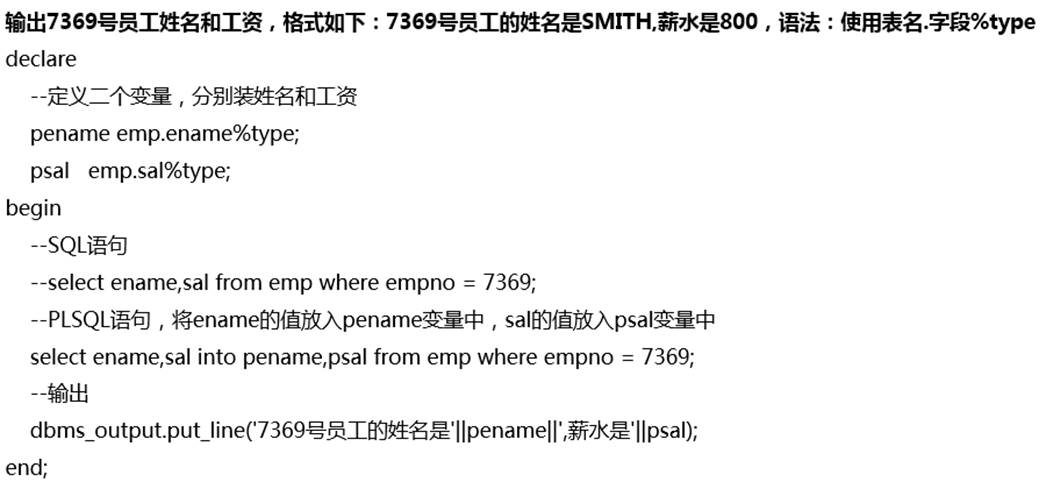 输出7369号员工姓名和工资，格式如下：7369号员工的姓名是SMITH,薪水是800，语法：使用表名.字段%type
declare
--定义二个变量，分别装姓名和工资
pename emp.ename%type;
psal emp.sal%type;
begin
--SQL语句
--select ename,sal from emp where empno = 7369;
--PLSQL语句，将ename的值放入pename变量中，sal的值放入psal变量中
select ename,sal into pename,psal from emp where empno = 7369;
--输出
dbms_output.put_line('7369号员工的姓名是'||pename||',薪水是'||psal);
end;